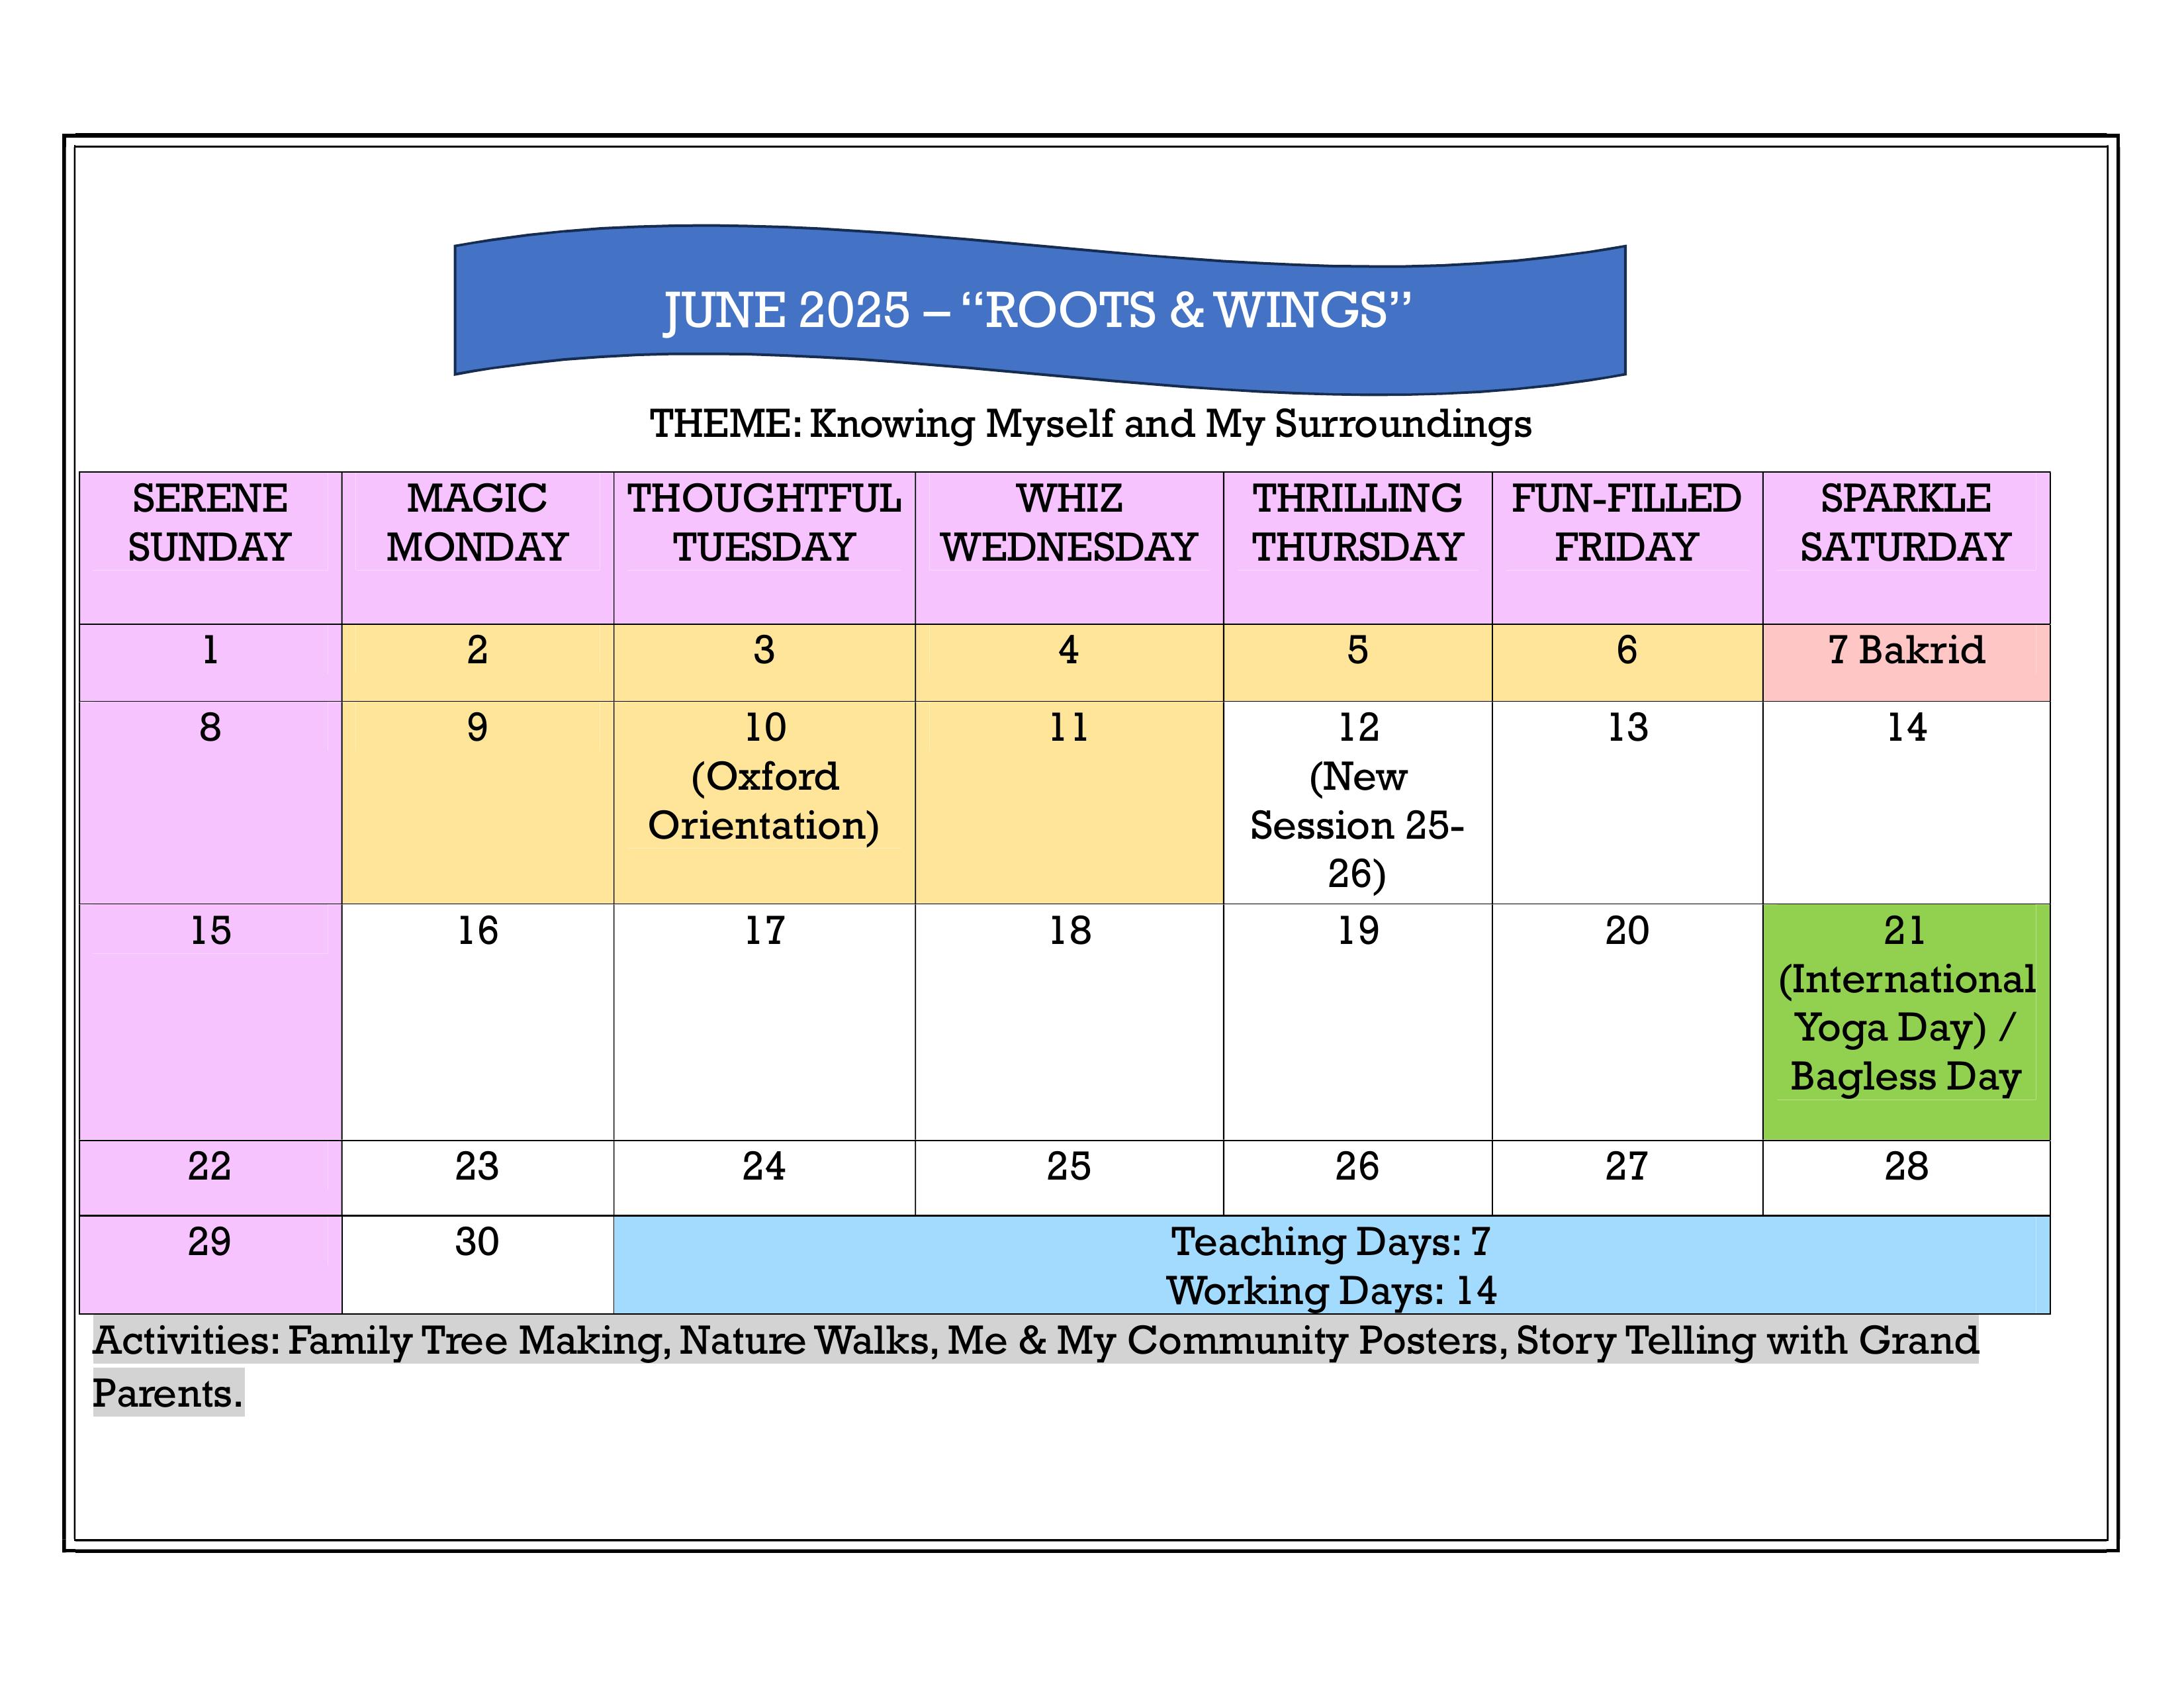 JUNE 2025 – “ROOTS & WINGS”
THEME: Knowing Myself and My Surroundings
SERENE SUNDAY
MAGIC MONDAY
THOUGHTFUL TUESDAY
WHIZ WEDNESDAY
THRILLING THURSDAY
FUN-FILLED FRIDAY
SPARKLE SATURDAY
1
2
3
4
5
6
7 Bakrid
8
9
10
(Oxford
Orientation)
11
12
(New
Session 25-
26)
13
14
15
16
17
18
19
20
21
(International
Yoga Day) /
Bagless Day
22
23
24
25
26
27
28
29
30
Teaching Days: 7
Working Days: 14
Activities: Family Tree Making, Nature Walks, Me & My Community Posters, Story Telling with Grand
Parents.